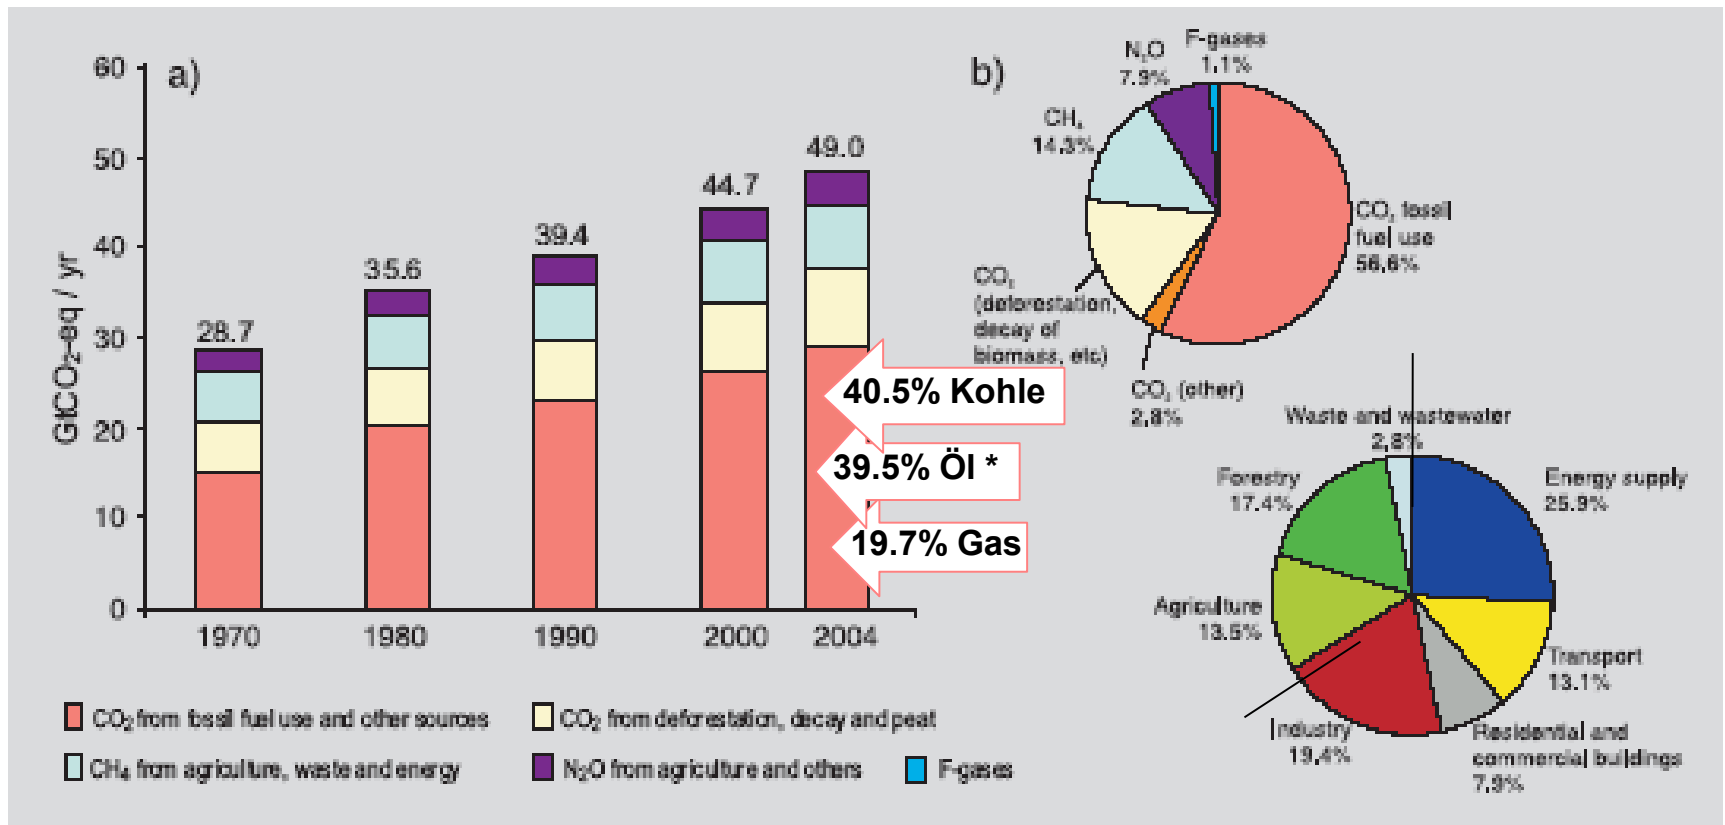 a)
60
50
40
30
20
10
0
GtCO₂-eq / yr
28.7
35.6
39.4
44.7
49.0
1970
1980
1990
2000
2004
40.5% Kohle
39.5% Öl *
19.7% Gas
CO₂ from fossil fuel use and other sources
CO₂ from deforestation, decay and peat
CH₄ from agriculture, waste and energy
N₂O from agriculture and others
F-gases
b)
F-gases
1.1%
N₂O
7.9%
CH₄
14.3%
CO₂ fossil
fuel use
56.6%
CO₂
(deforestation,
decay of
biomass, etc)
CO₂ (other)
2.8%
Waste and wastewater
2.8%
Forestry
17.4%
Energy supply
25.9%
Agriculture
13.5%
Transport
13.1%
Industry
19.4%
Residential and
commercial buildings
7.9%